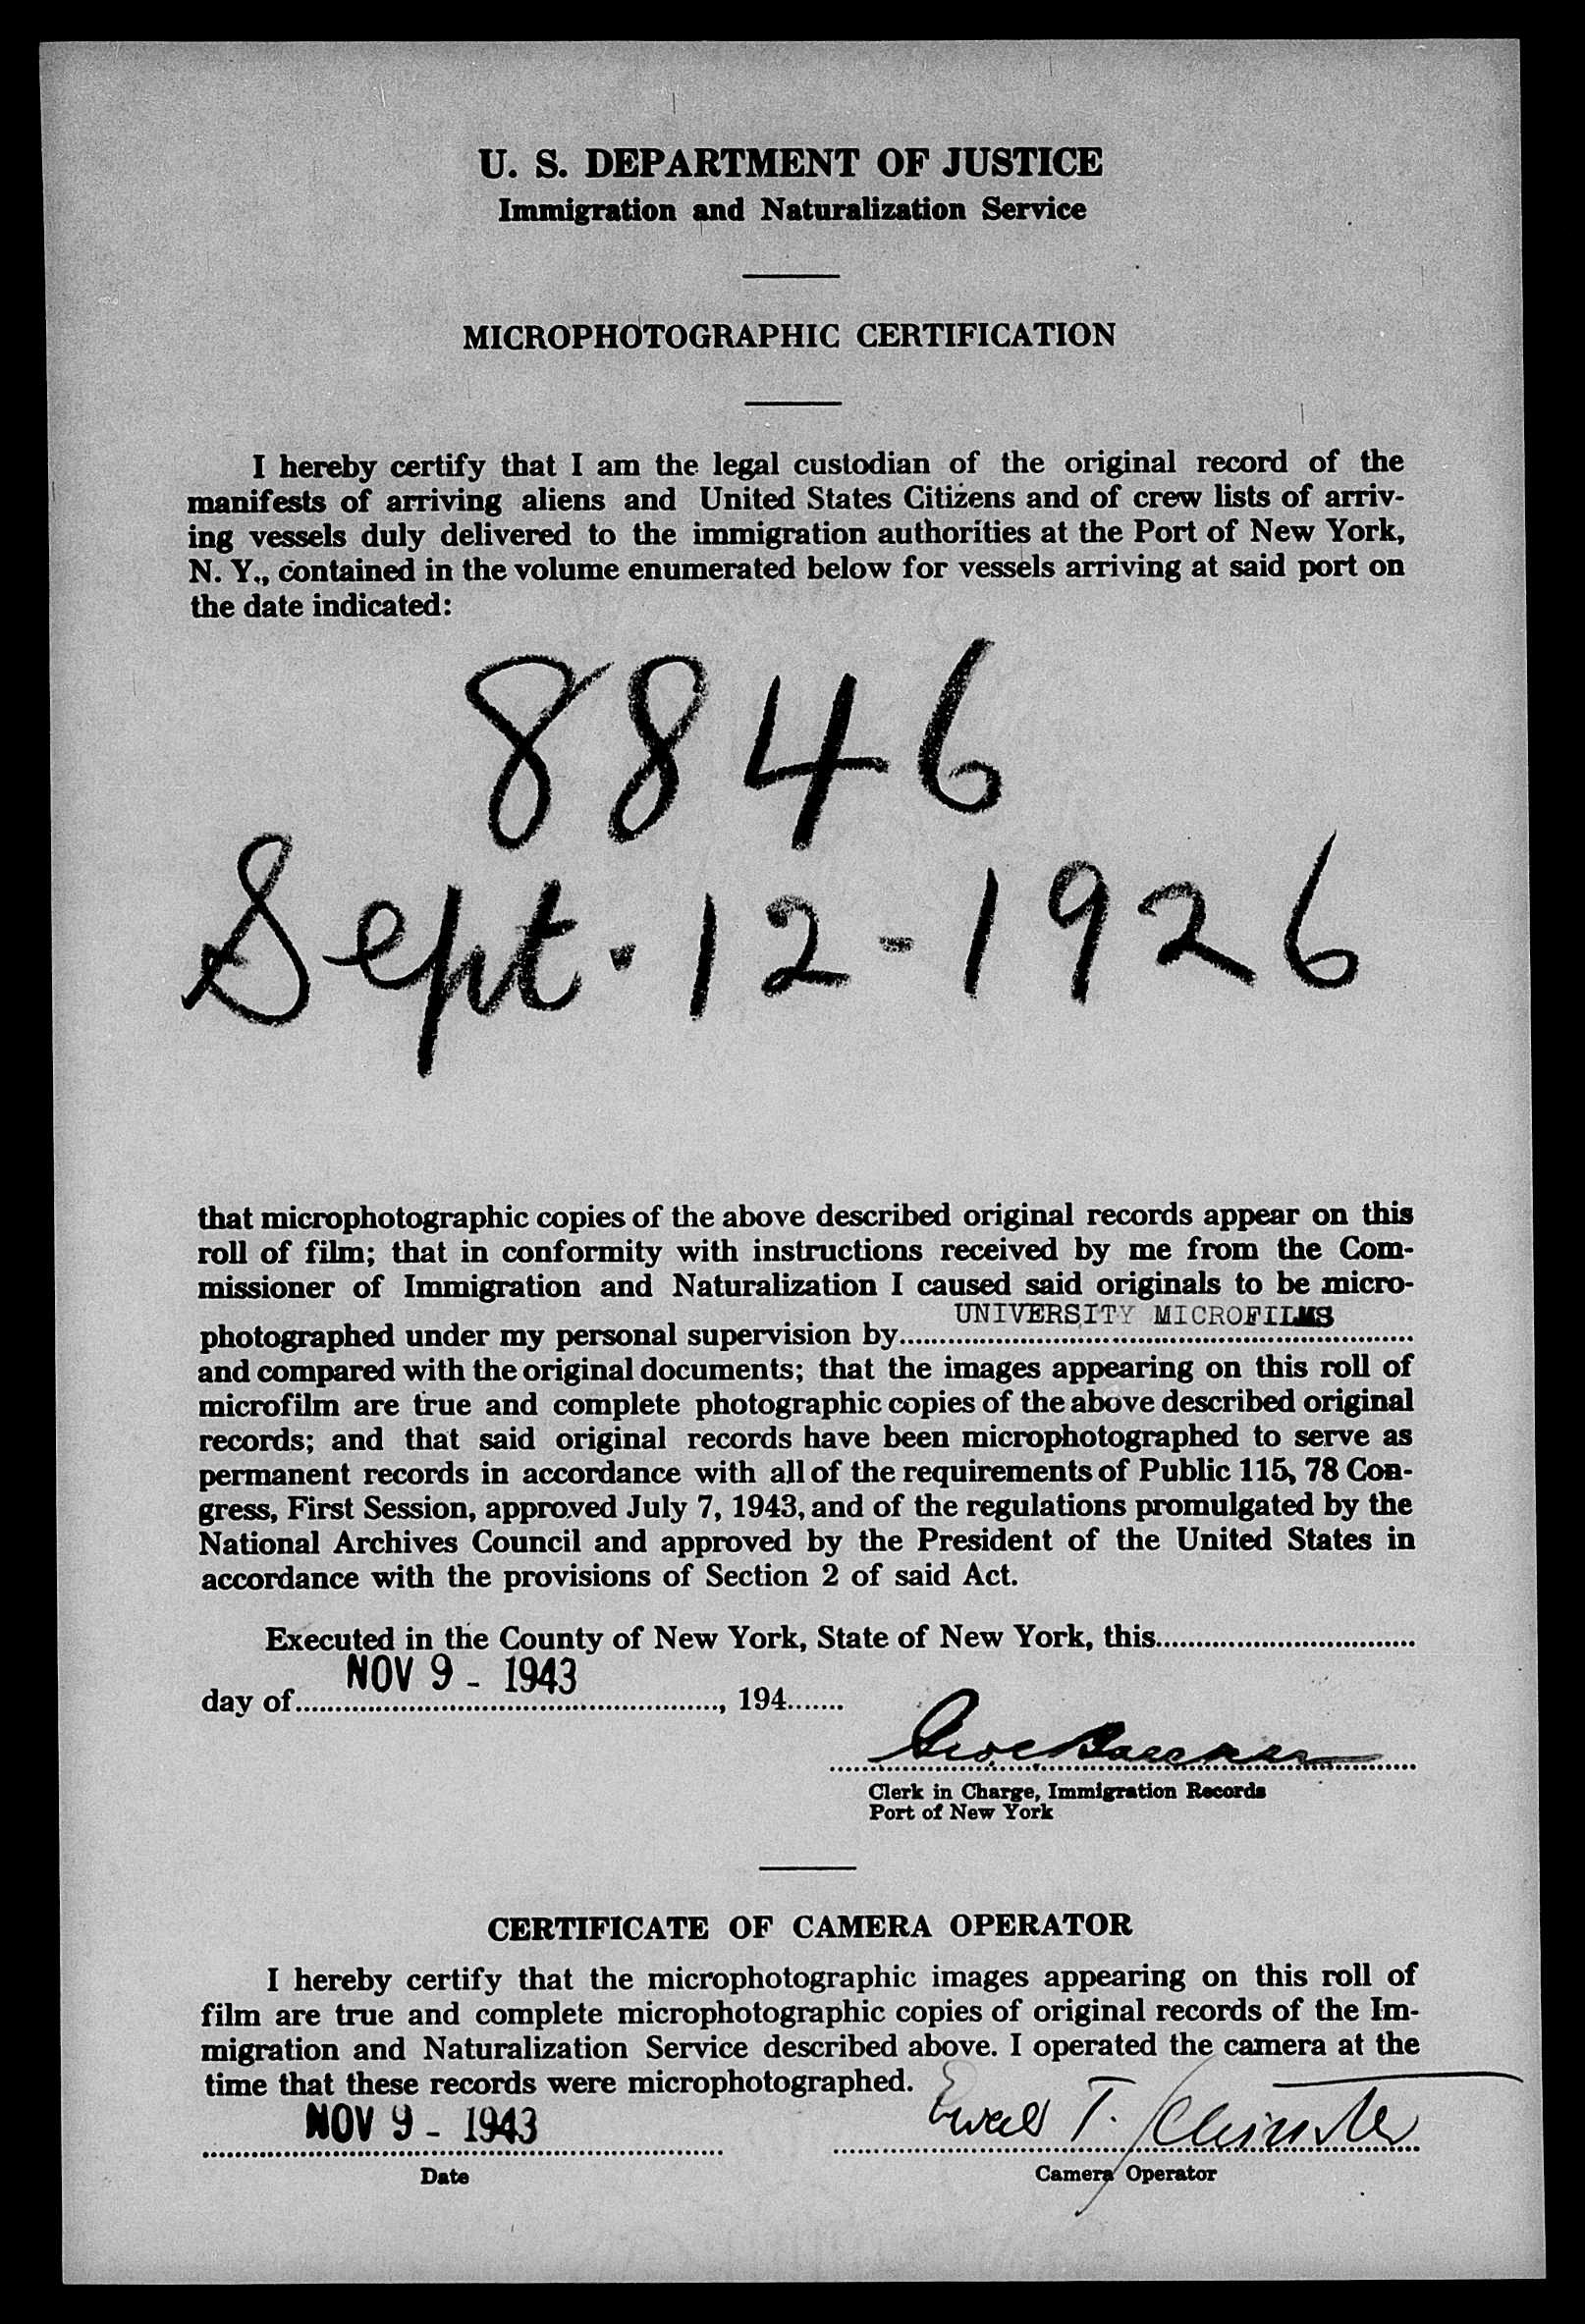 U. S. DEPARTMENT OF JUSTICE
Immigration and Naturalization Service
MICROPHOTOGRAPHIC CERTIFICATION
I hereby certify that I am the legal custodian of the original record of the
manifests of arriving aliens and United States Citizens and of crew lists of arriv-
ing vessels duly delivered to the immigration authorities at the Port of New York,
N. Y., contained in the volume enumerated below for vessels arriving at said port on
the date indicated:
8846
Sept. 12-1926
that microphotographic copies of the above described original records appear on this
roll of film; that in conformity with instructions received by me from the Com-
missioner of Immigration and Naturalization I caused said originals to be micro-
photographed under my personal supervision by UNIVERSITY MICROFILMS
and compared with the original documents; that the images appearing on this roll of
microfilm are true and complete photographic copies of the above described original
records; and that said original records have been microphotographed to serve as
permanent records in accordance with all of the requirements of Public 115, 78 Con-
gress, First Session, approved July 7, 1943, and of the regulations promulgated by the
National Archives Council and approved by the President of the United States in
accordance with the provisions of Section 2 of said Act.
Executed in the County of New York, State of New York, this
day of NOV 9 - 1943, 194
Clerk in Charge, Immigration Records
Port of New York
CERTIFICATE OF CAMERA OPERATOR
I hereby certify that the microphotographic images appearing on this roll of
film are true and complete microphotographic copies of original records of the Im-
migration and Naturalization Service described above. I operated the camera at the
time that these records were microphotographed.
NOV 9 - 1943 T.
Date Camera Operator